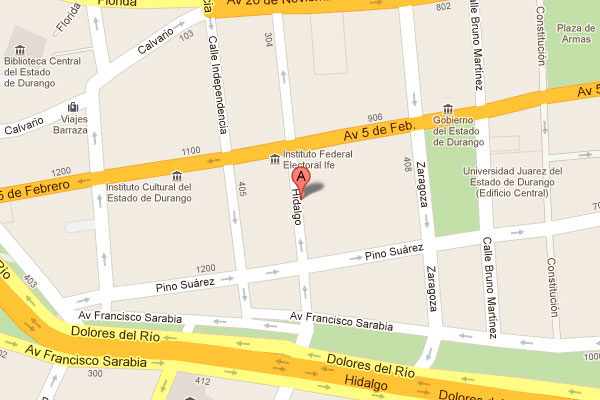 Florida
Av 20 de Noviembre
802
Constitución
Plaza de
Armas
Florida
Calvario
103
Calle Independencia
304
Calle Bruno Martínez
Biblioteca Central
del Estado
de Durango
Viajes
Barraza
Calvario
906
Av 5 de Feb.
Gobierno
del Estado
de Durango
Av 5
1100
Instituto Federal
Electoral Ife
408
Zaragoza
1200
5 de Febrero
Instituto Cultural del
Estado de Durango
405
A
Hidalgo
Universidad Juarez del
Estado de Durango
(Edificio Central)
403
Río
1200
Pino Suárez
Pino Suárez
Zaragoza
Calle Bruno Martínez
Constitución
Av Francisco Sarabia
Av Francisco Sarabia
Dolores del Río
Dolores del Río
Av Francisco Sarabia
1000
300
412
Hidalgo